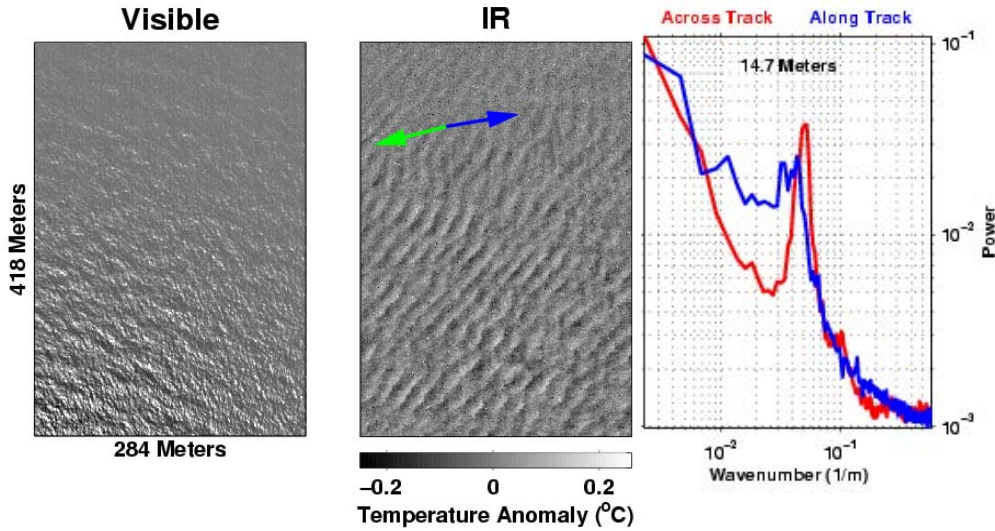 Visible
IR
Across Track
Along Track
14.7 Meters
10⁻¹
10⁻²
10⁻³
Power
418 Meters
284 Meters
10⁻²
10⁻¹
Wavenumber (1/m)
−0.2
0
0.2
Temperature Anomaly (°C)